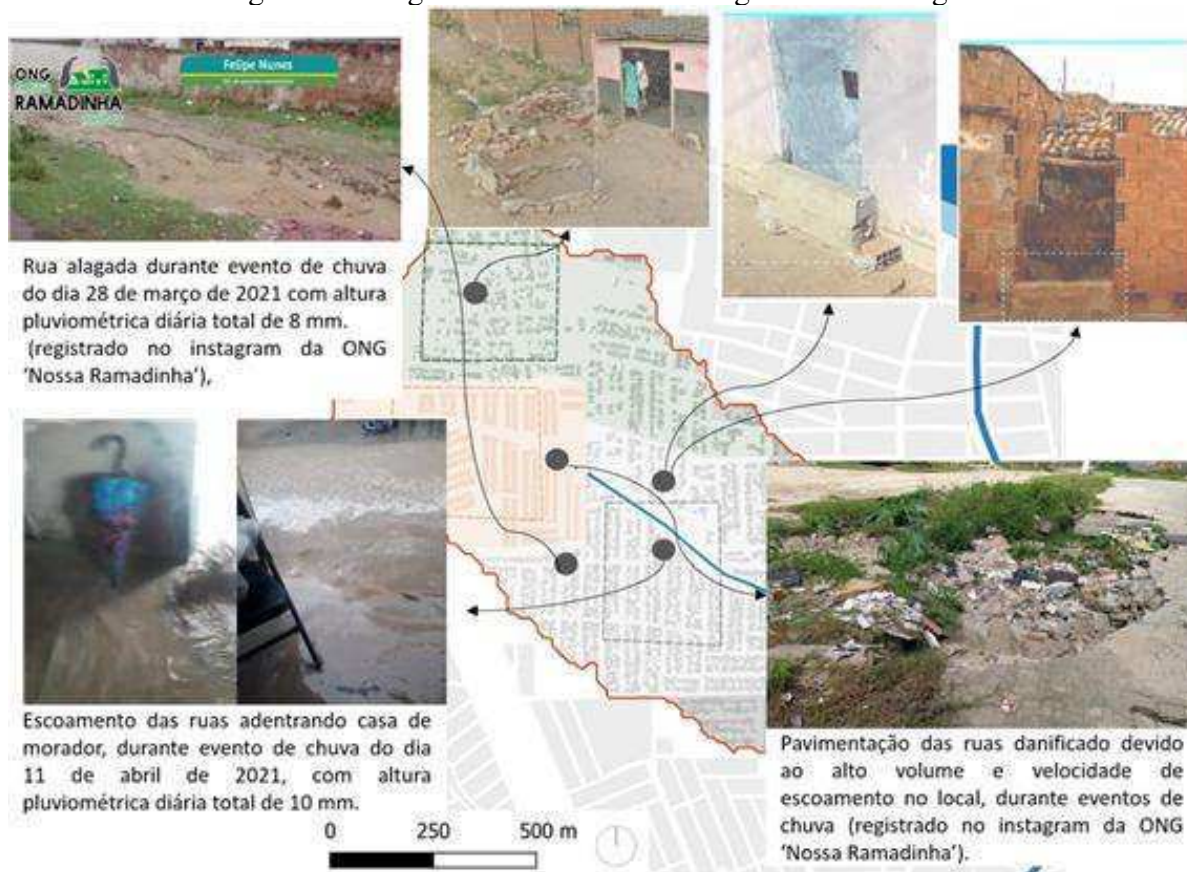 ONG
RAMADINHA
Felipe Nunes
Rua alagada durante evento de chuva
do dia 28 de março de 2021 com altura
pluviométrica diária total de 8 mm.
(registrado no instagram da ONG
‘Nossa Ramadinha’),
Escoamento das ruas adentrando casa de
morador, durante evento de chuva do dia
11 de abril de 2021, com altura
pluviométrica diária total de 10 mm.
Pavimentação das ruas danificado devido
ao alto volume e velocidade de
escoamento no local, durante eventos de
chuva (registrado no instagram da ONG
‘Nossa Ramadinha’).
0 250 500 m